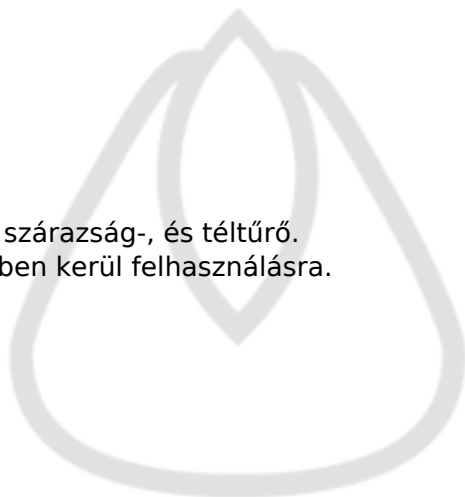 szárazság-, és téltűrő.
ben kerül felhasználásra.